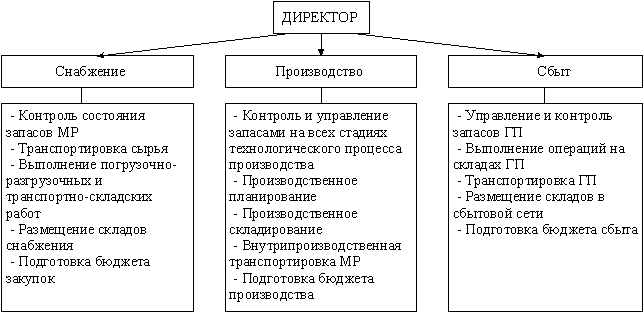 ДИРЕКТОР
Снабжение
- Контроль состояния
запасов МР
- Транспортировка сырья
- Выполнение погрузочно-
разгрузочных и
транспортно-складских
работ
- Размещение складов
снабжения
- Подготовка бюджета
закупок
Производство
- Контроль и управление
запасами на всех стадиях
технологического процесса
производства
- Производственное
планирование
- Производственное
складирование
- Внутрипроизводственная
транспортировка МР
- Подготовка бюджета
производства
Сбыт
- Управление и контроль
запасов ГП
- Выполнение операций на
складах ГП
- Транспортировка ГП
- Размещение складов в
сбытовой сети
- Подготовка бюджета сбыта